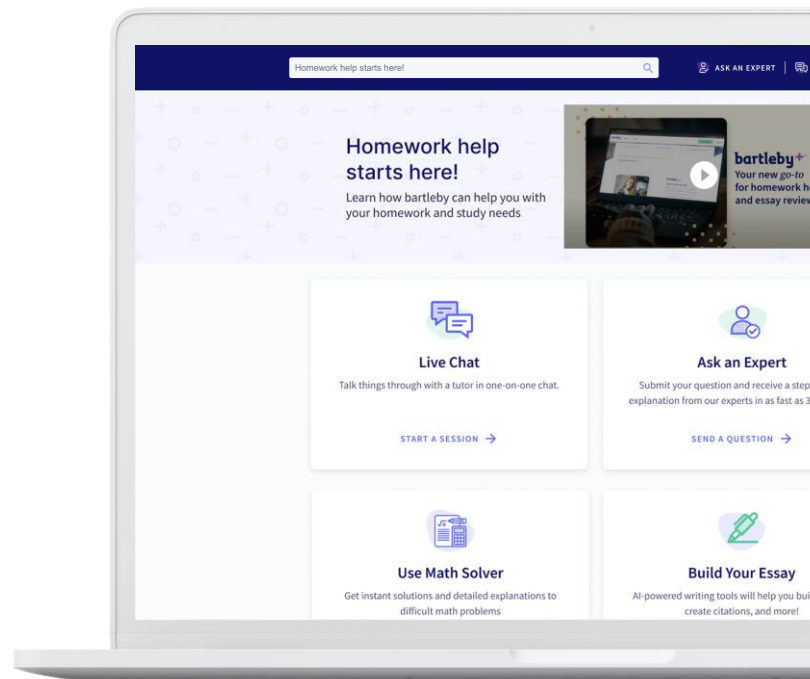 Homework help starts here!
ASK AN EXPERT
Homework help
starts here!
Learn how bartleby can help you with
your homework and study needs
bartleby+
Your new go-to
for homework h
and essay review
Live Chat
Talk things through with a tutor in one-on-one chat.
START A SESSION
Ask an Expert
Submit your question and receive a step
explanation from our experts in as fast as 3
SEND A QUESTION
Use Math Solver
Get instant solutions and detailed explanations to
difficult math problems
Build Your Essay
AI-powered writing tools will help you bui
create citations, and more!